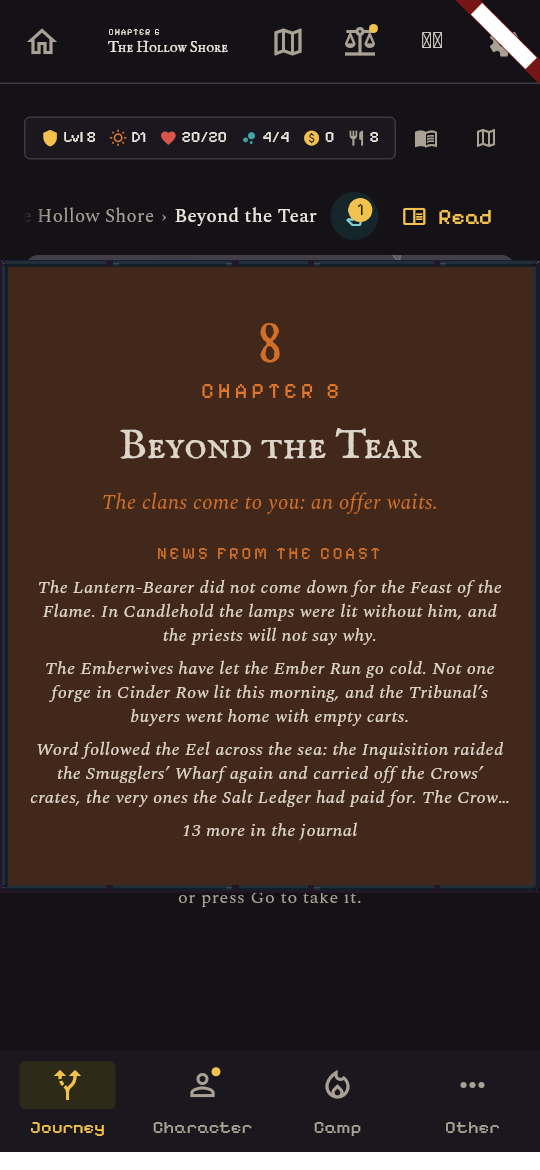 CHAPTER 6
The Hollow Shore
Lvl 8 D1 20/20 4/4 0 8
Hollow Shore › Beyond the Tear 1 Read
8
CHAPTER 8
Beyond the Tear
The clans come to you: an offer waits.
NEWS FROM THE COAST
The Lantern-Bearer did not come down for the Feast of the
Flame. In Candlehold the lamps were lit without him, and
the priests will not say why.
The Emberwives have let the Ember Run go cold. Not one
forge in Cinder Row lit this morning, and the Tribunal's
buyers went home with empty carts.
Word followed the Eel across the sea: the Inquisition raided
the Smugglers' Wharf again and carried off the Crows'
crates, the very ones the Salt Ledger had paid for. The Crow…
13 more in the journal
or press Go to take it.
Journey Character Camp Other